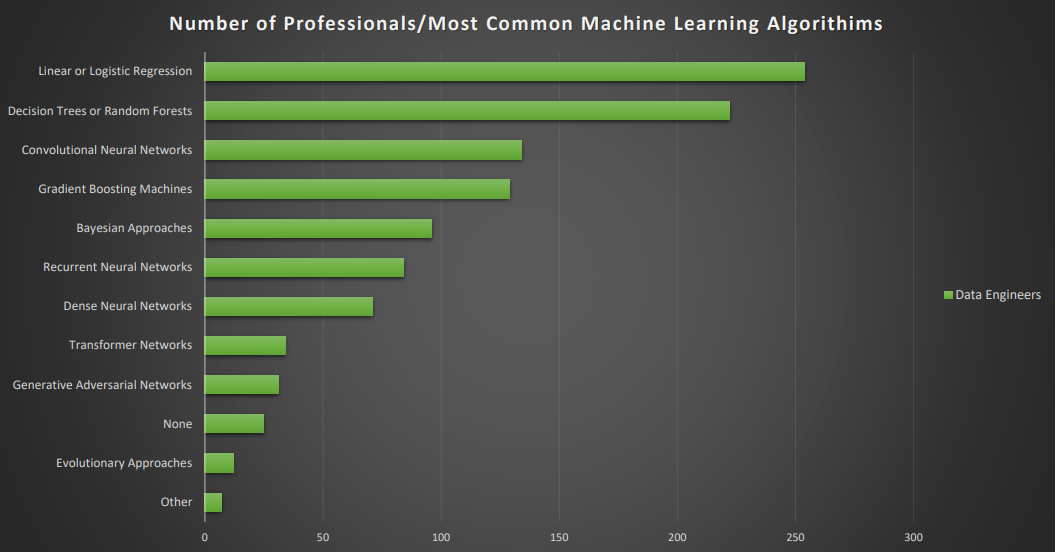 Number of Professionals/Most Common Machine Learning Algorithims
Linear or Logistic Regression
Decision Trees or Random Forests
Convolutional Neural Networks
Gradient Boosting Machines
Bayesian Approaches
Recurrent Neural Networks
Dense Neural Networks
Transformer Networks
Generative Adversarial Networks
None
Evolutionary Approaches
Other
0 50 100 150 200 250 300
Data Engineers